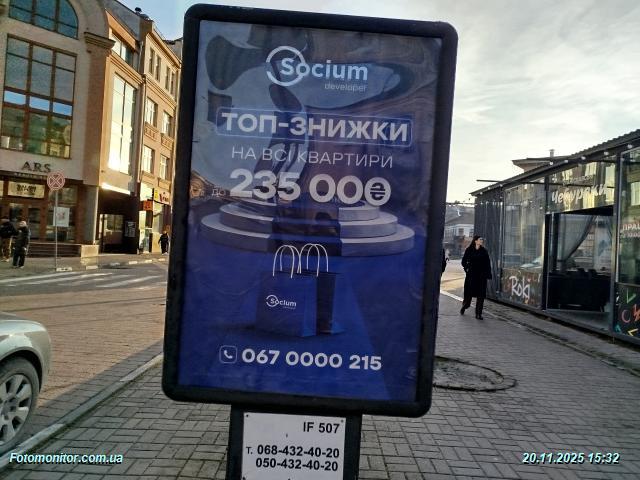 Socium
developer
ТОП-ЗНИЖКИ
НА ВСІ КВАРТИРИ
ДО 235 000₴
Socium
067 0000 215
IF 507
т. 068-432-40-20
050-432-40-20
ARS
Roki
Fotomonitor.com.ua
20.11.2025 15:32